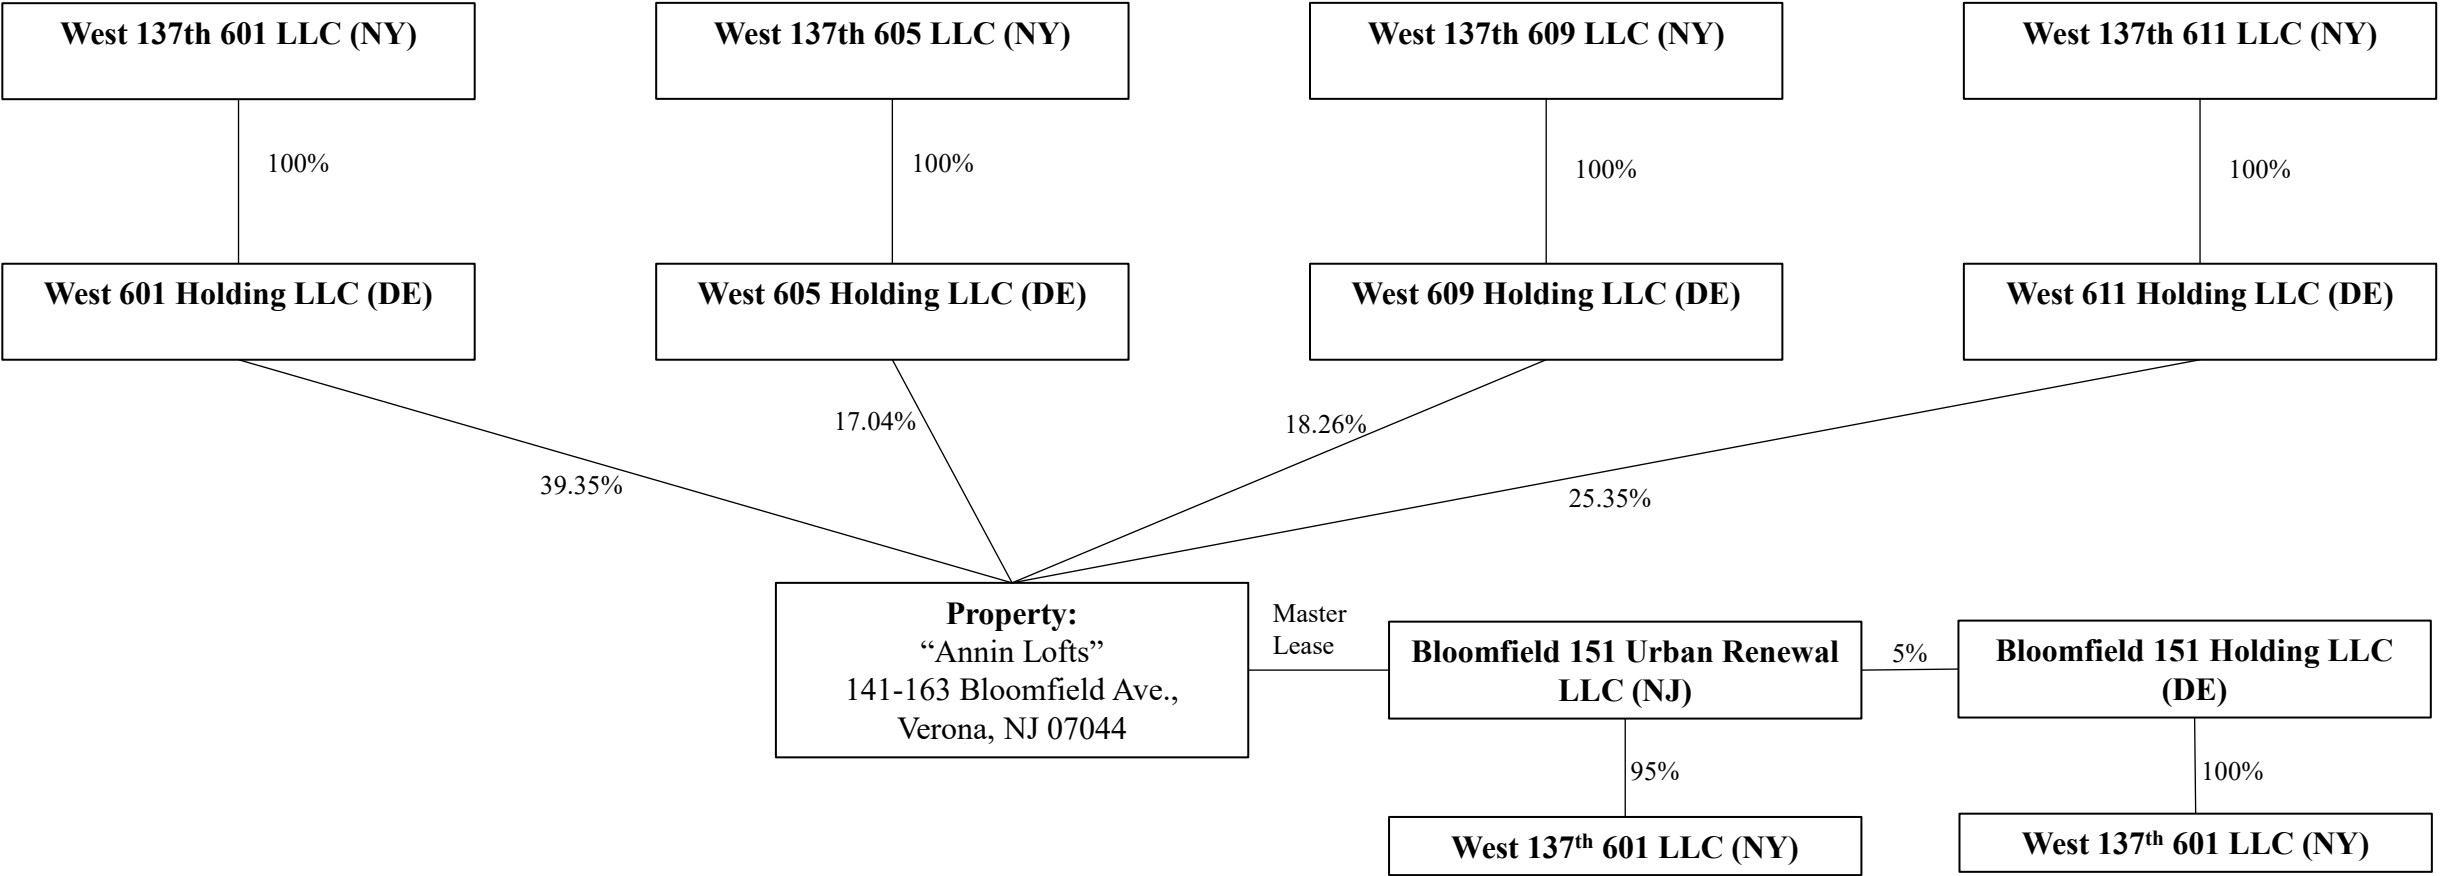 West 137th 601 LLC (NY)
West 137th 605 LLC (NY)
West 137th 609 LLC (NY)
West 137th 611 LLC (NY)
100%
100%
100%
100%
West 601 Holding LLC (DE)
West 605 Holding LLC (DE)
West 609 Holding LLC (DE)
West 611 Holding LLC (DE)
39.35%
17.04%
18.26%
25.35%
Property:
“Annin Lofts”
141-163 Bloomfield Ave.,
Verona, NJ 07044
Master
Lease
Bloomfield 151 Urban Renewal
LLC (NJ)
5%
Bloomfield 151 Holding LLC
(DE)
95%
100%
West 137th 601 LLC (NY)
West 137th 601 LLC (NY)